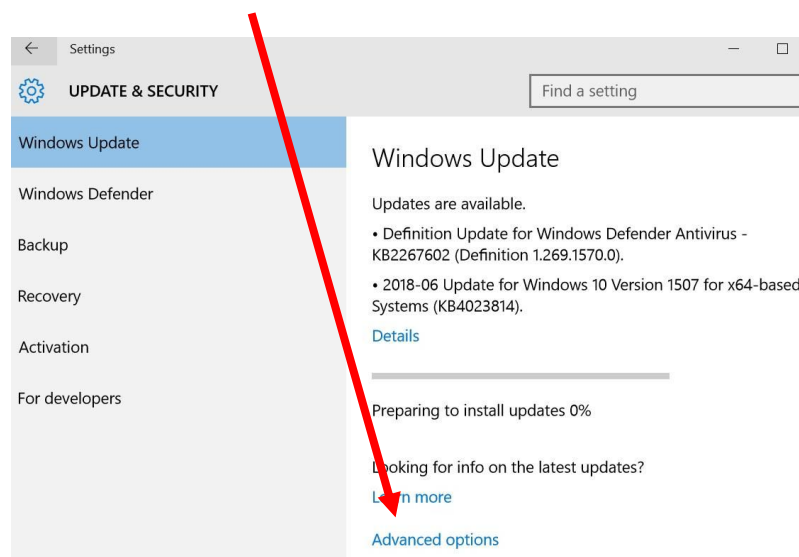 Settings
UPDATE & SECURITY
Find a setting
Windows Update
Windows Defender
Backup
Recovery
Activation
For developers
Windows Update
Updates are available.
• Definition Update for Windows Defender Antivirus -
KB2267602 (Definition 1.269.1570.0).
• 2018-06 Update for Windows 10 Version 1507 for x64-based
Systems (KB4023814).
Details
Preparing to install updates 0%
Looking for info on the latest updates?
Learn more
Advanced options